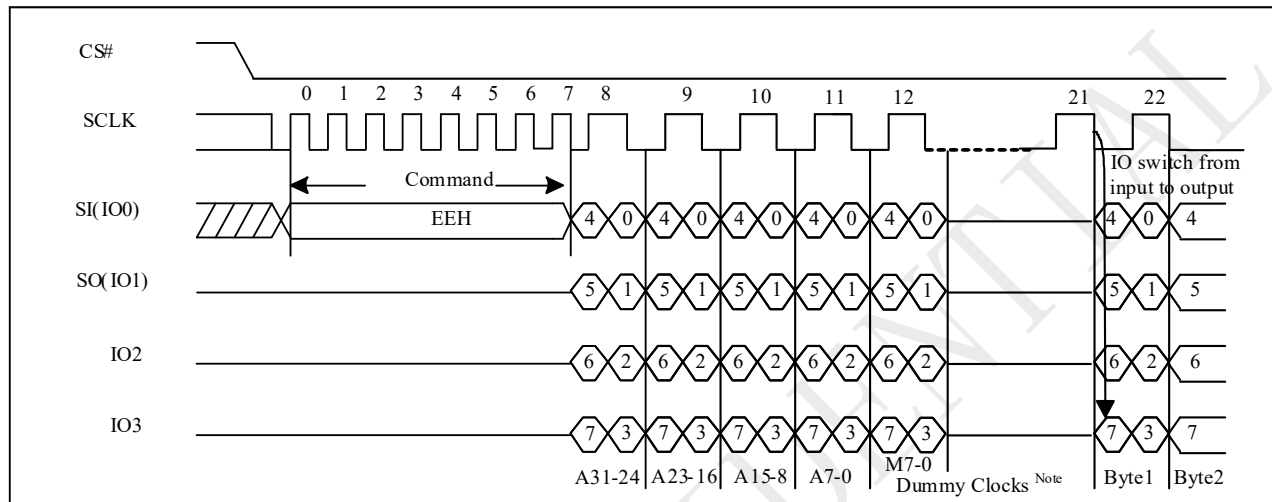 CS#
0 1 2 3 4 5 6 7 8 9 10 11 12 21 22
SCLK
Command
IO switch from
input to output
SI(IO0) EEH 4 0 4 0 4 0 4 0 4 0 4 0 4
SO(IO1) 5 1 5 1 5 1 5 1 5 1 5 1 5
IO2 6 2 6 2 6 2 6 2 6 2 6 2 6
IO3 7 3 7 3 7 3 7 3 7 3 7 3 7
A31-24 A23-16 A15-8 A7-0 M7-0 Dummy Clocks Note Byte1 Byte2